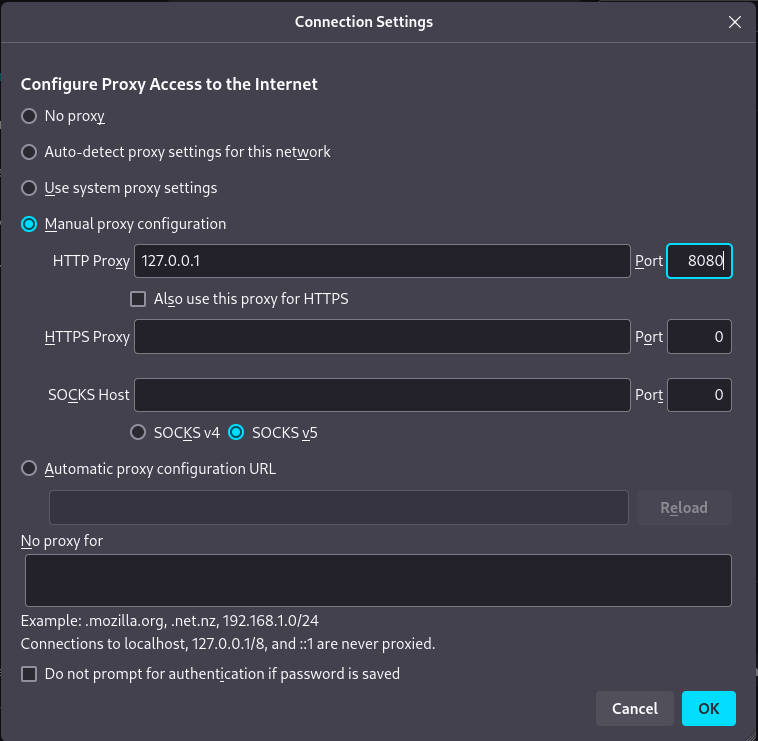 Connection Settings
Configure Proxy Access to the Internet
No proxy
Auto-detect proxy settings for this network
Use system proxy settings
Manual proxy configuration
HTTP Proxy 127.0.0.1 Port 8080
Also use this proxy for HTTPS
HTTPS Proxy Port 0
SOCKS Host Port 0
SOCKS v4 SOCKS v5
Automatic proxy configuration URL
Reload
No proxy for
Example: .mozilla.org, .net.nz, 192.168.1.0/24
Connections to localhost, 127.0.0.1/8, and ::1 are never proxied.
Do not prompt for authentication if password is saved
Cancel OK